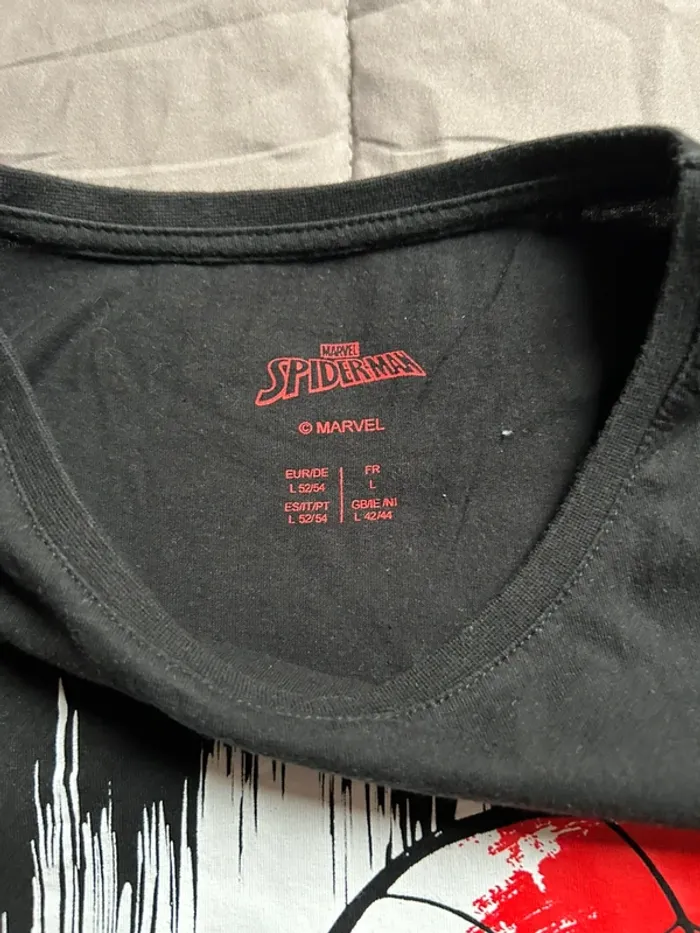 MARVEL
SPIDER-MAN
© MARVEL
EUR/DE
L 52/54
FR
L
ES/IT/PT
L 52/54
GB/IE/NI
L 42/44